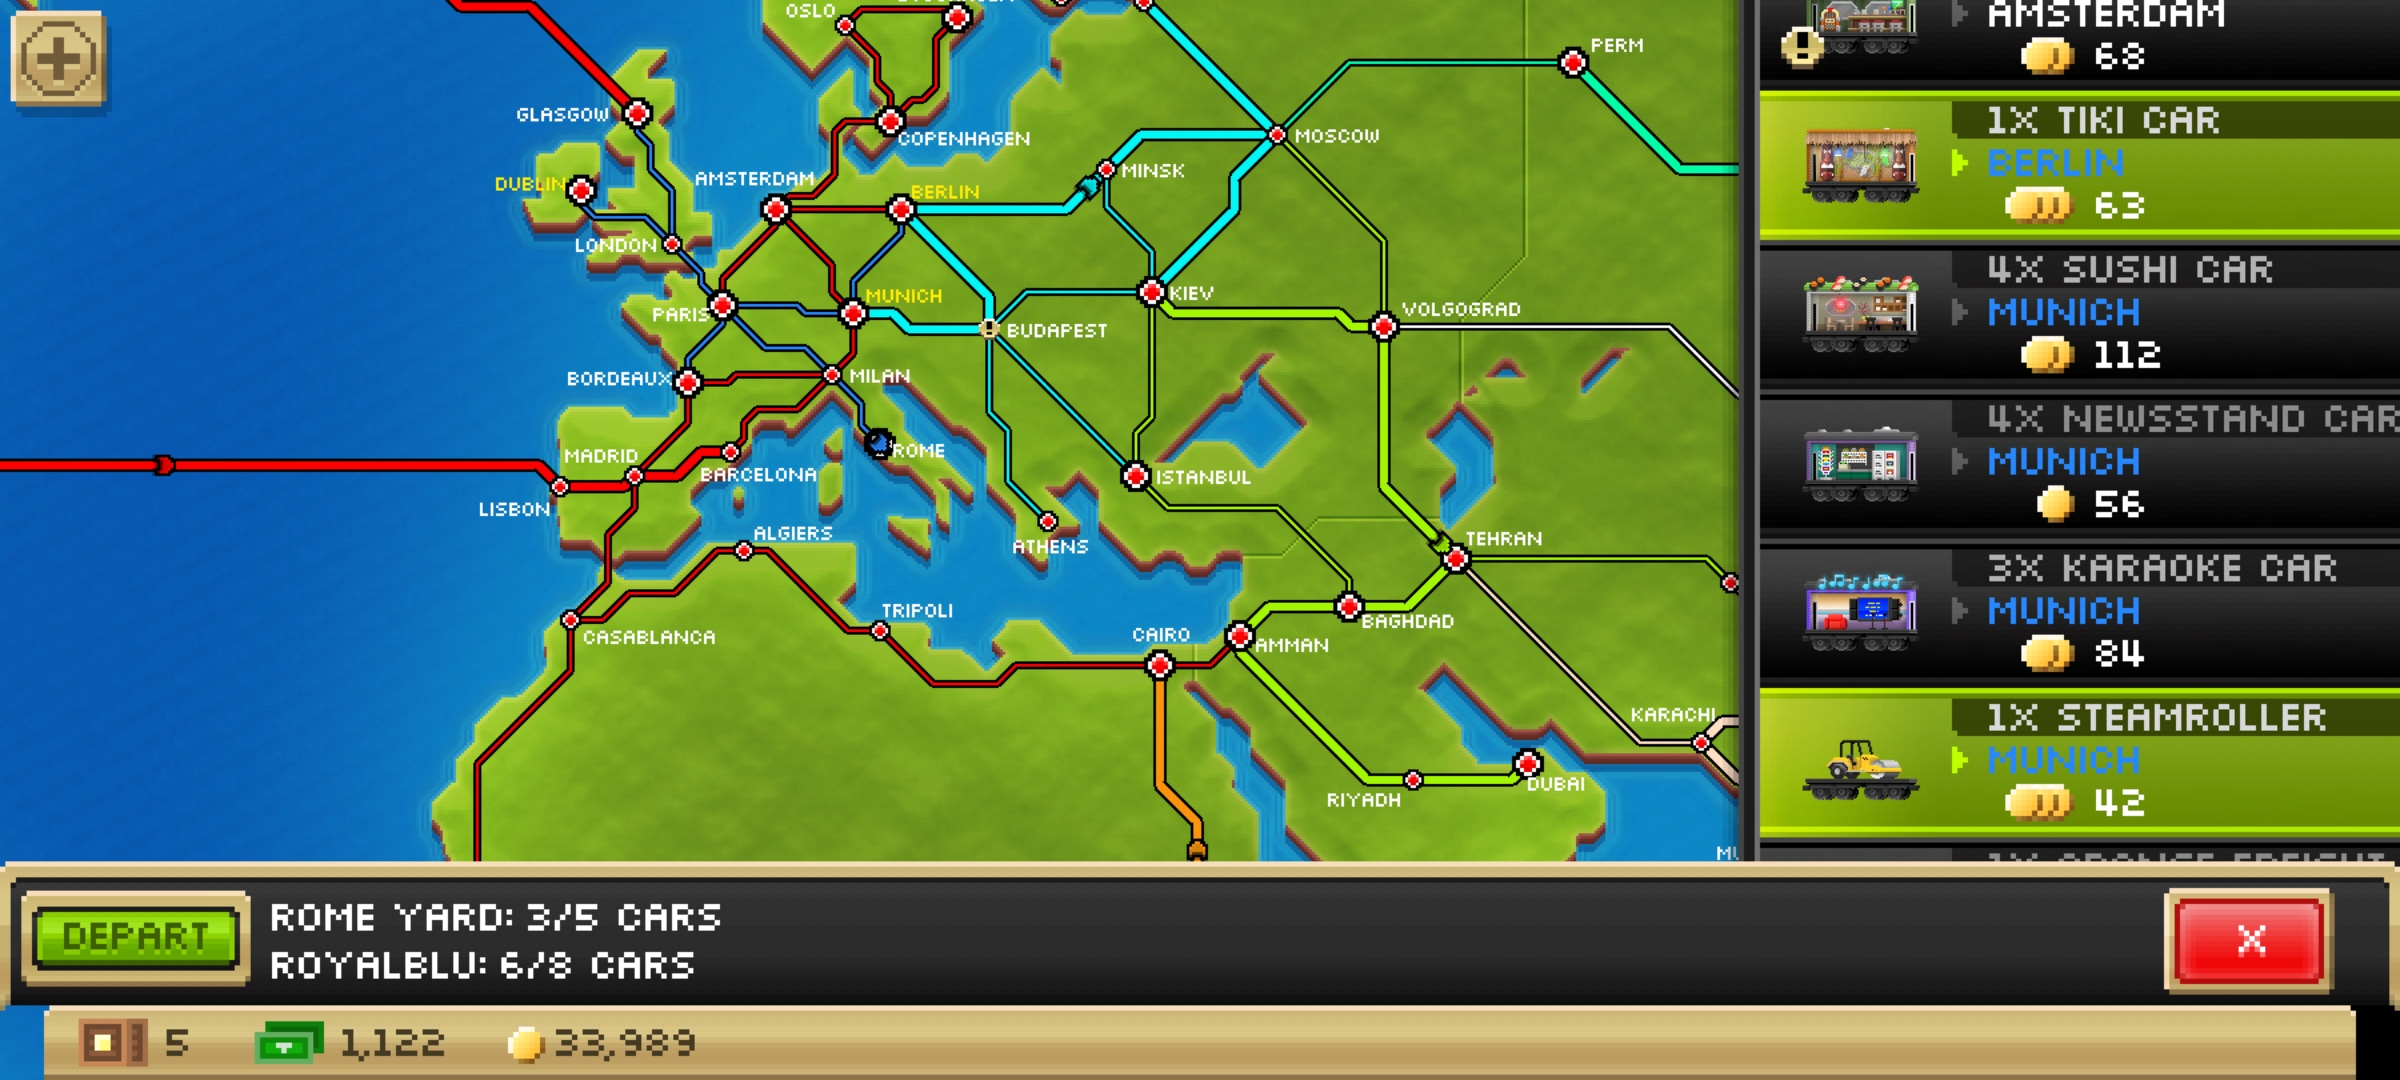 OSLO
PERM
GLASGOW
COPENHAGEN
MOSCOW
AMSTERDAM
MINSK
DUBLIN
BERLIN
LONDON
MUNICH
KIEV
VOLGOGRAD
PARIS
BUDAPEST
BORDEAUX
MILAN
MADRID
ROME
BARCELONA
ISTANBUL
LISBON
ALGIERS
ATHENS
TEHRAN
TRIPOLI
CASABLANCA
CAIRO
BAGHDAD
AMMAN
KARACHI
RIYADH
DUBAI
AMSTERDAM
68
1X TIKI CAR
BERLIN
63
4X SUSHI CAR
MUNICH
112
4X NEWSSTAND CAR
MUNICH
56
3X KARAOKE CAR
MUNICH
84
1X STEAMROLLER
MUNICH
42
DEPART
ROME YARD: 3/5 CARS
ROYALBLU: 6/8 CARS
X
5
1,122
33,989